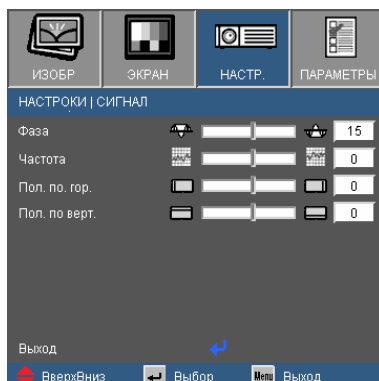 ИЗОБР ЭКРАН НАСТР. ПАРАМЕТРЫ
НАСТРОКИ | СИГНАЛ
Фаза 15
Частота 0
Пол. по. гор. 0
Пол. по верт. 0
Выход
ВверхВниз Выбор Menu Выход